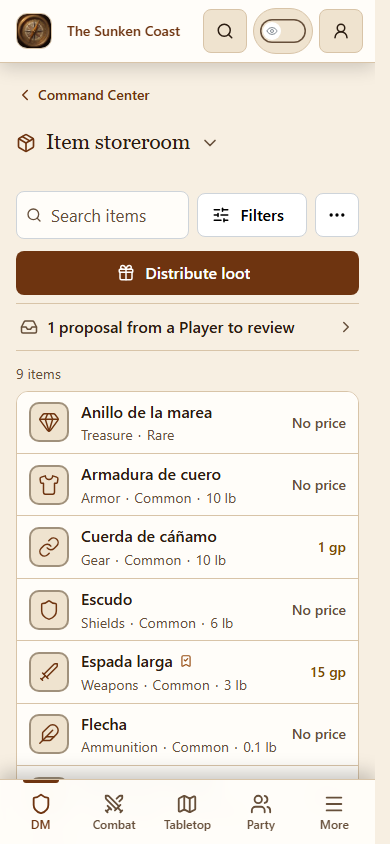 The Sunken Coast
Command Center
Item storeroom
Search items
Filters
Distribute loot
1 proposal from a Player to review
9 items
Anillo de la marea
Treasure · Rare
No price
Armadura de cuero
Armor · Common · 10 lb
No price
Cuerda de cáñamo
Gear · Common · 10 lb
1 gp
Escudo
Shields · Common · 6 lb
No price
Espada larga
Weapons · Common · 3 lb
15 gp
Flecha
Ammunition · Common · 0.1 lb
No price
DM
Combat
Tabletop
Party
More